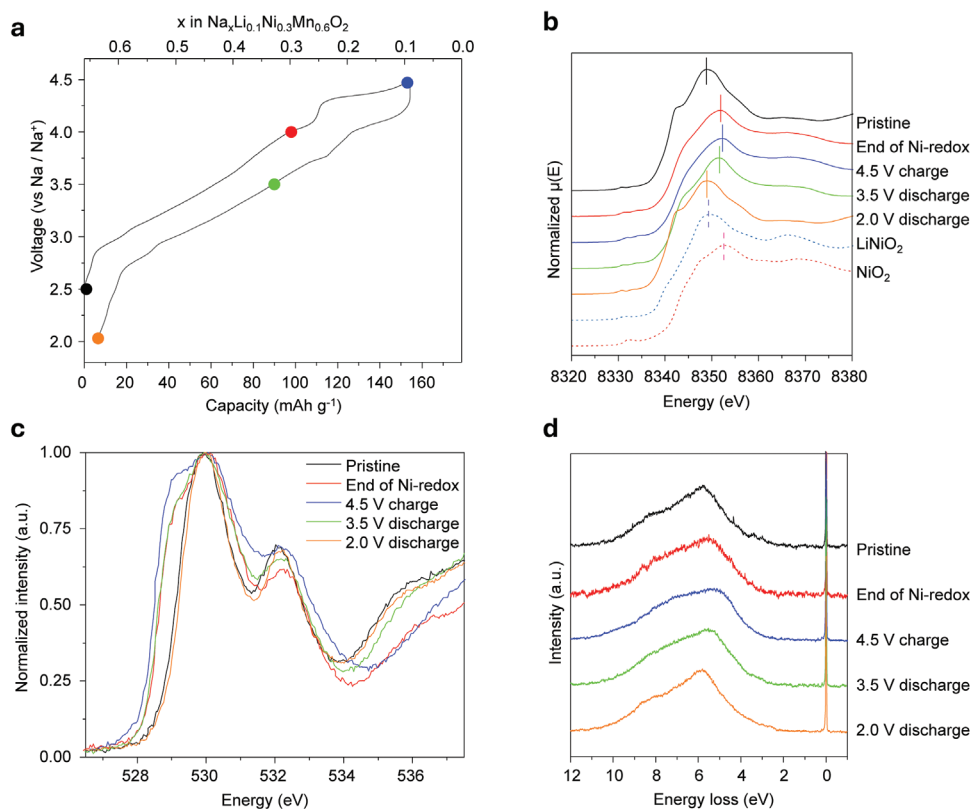 a
x in NaₓLi₀.₁Ni₀.₃Mn₀.₆O₂
0.6 0.5 0.4 0.3 0.2 0.1 0.0
4.5
4.0
3.5
3.0
2.5
2.0
Voltage (vs Na / Na⁺)
0 20 40 60 80 100 120 140 160
Capacity (mAh g⁻¹)
b
Normalized μ(E)
Pristine
End of Ni-redox
4.5 V charge
3.5 V discharge
2.0 V discharge
LiNiO₂
NiO₂
8320 8330 8340 8350 8360 8370 8380
Energy (eV)
c
1.00
0.75
0.50
0.25
0.00
Normalized intensity (a.u.)
Pristine
End of Ni-redox
4.5 V charge
3.5 V discharge
2.0 V discharge
528 530 532 534 536
Energy (eV)
d
Intensity (a.u.)
Pristine
End of Ni-redox
4.5 V charge
3.5 V discharge
2.0 V discharge
12 10 8 6 4 2 0
Energy loss (eV)